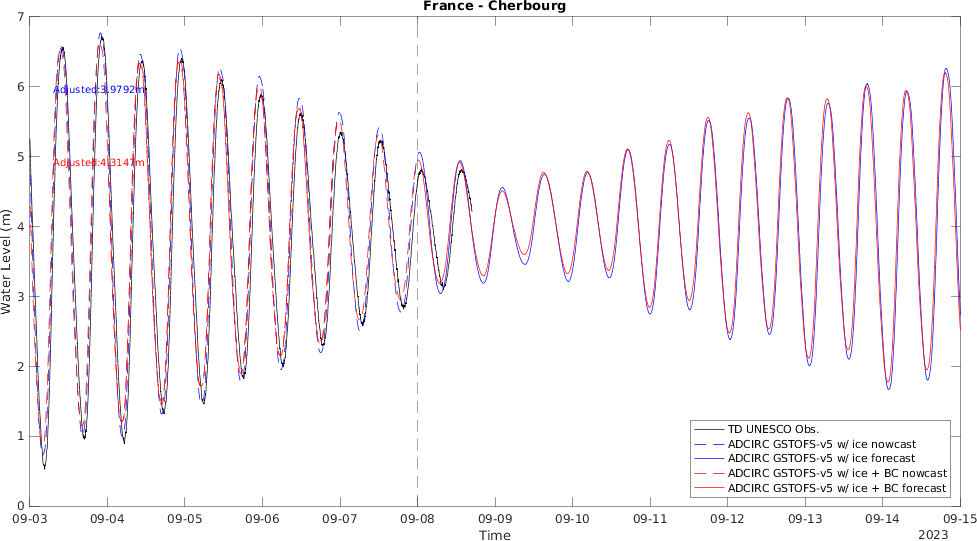 France - Cherbourg
7
6
5
4
3
2
1
0
Water Level (m)
Adjusted:3.9792m
Adjusted:4.3147m
TD UNESCO Obs.
ADCIRC GSTOFS-v5 w/ ice nowcast
ADCIRC GSTOFS-v5 w/ ice forecast
ADCIRC GSTOFS-v5 w/ ice + BC nowcast
ADCIRC GSTOFS-v5 w/ ice + BC forecast
09-03 09-04 09-05 09-06 09-07 09-08 09-09 09-10 09-11 09-12 09-13 09-14 09-15
Time
2023